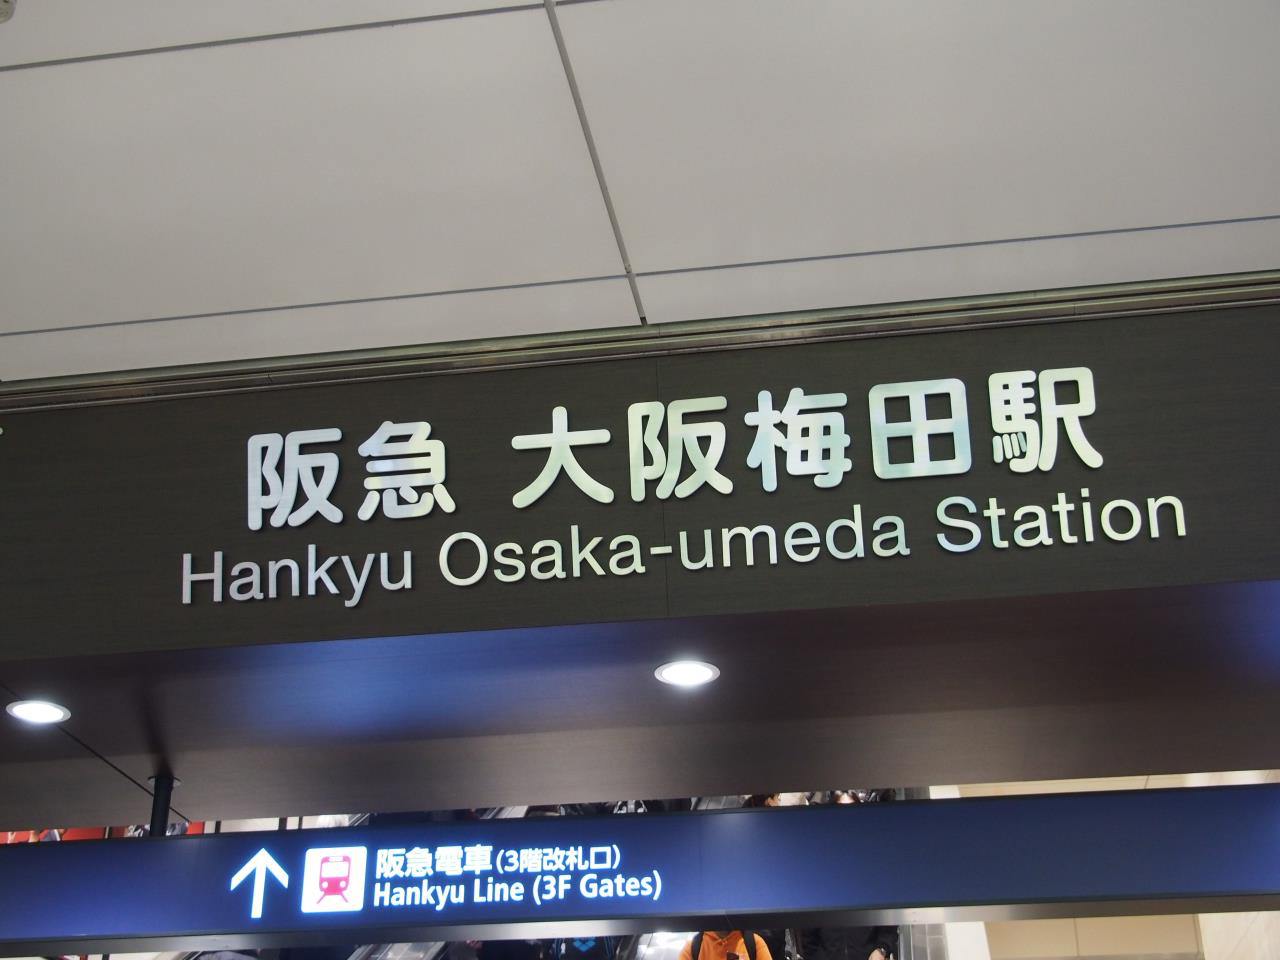 阪急 大阪梅田駅
Hankyu Osaka-umeda Station
阪急電車(3階改札口)
Hankyu Line (3F Gates)